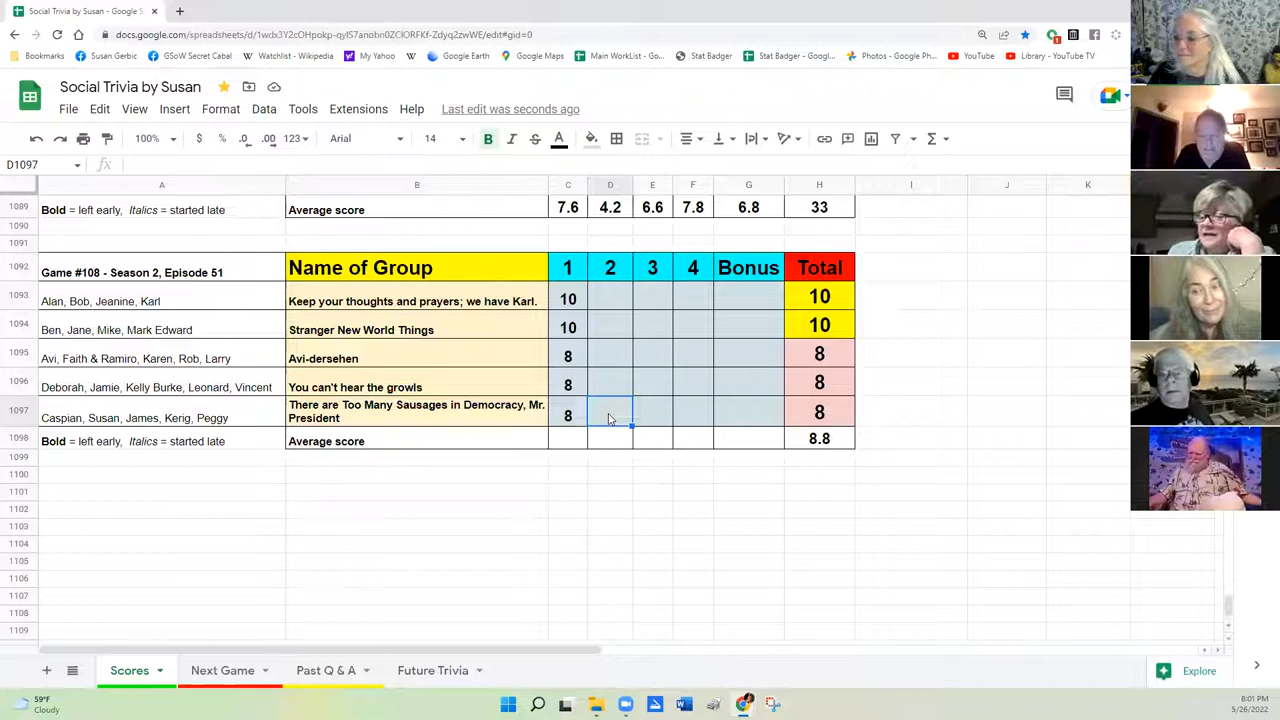 Social Trivia by Susan - Google S
docs.google.com/spreadsheets/d/1wdx3Y2cOHpokp-qyIS7anohn0ZCIORFKf-Zdyq2zwWE/edit#gid=0
Bookmarks Susan Gerbic GSoW Secret Cabal Watchlist - Wikipedia My Yahoo Google Earth Google Maps Main WorkList - Go... Stat Badger Stat Badger - Googl... Photos - Google Ph... YouTube Library - YouTube TV
Social Trivia by Susan
File Edit View Insert Format Data Tools Extensions Help Last edit was seconds ago
100% $ % .0 .00 123 Arial 14 B I S A
D1097 fx
A B C D E F G H I J K
1089 Bold = left early, Italics = started late Average score 7.6 4.2 6.6 7.8 6.8 33
1090
1091
1092 Game #108 - Season 2, Episode 51 Name of Group 1 2 3 4 Bonus Total
1093 Alan, Bob, Jeanine, Karl Keep your thoughts and prayers; we have Karl. 10 10
1094 Ben, Jane, Mike, Mark Edward Stranger New World Things 10 10
1095 Avi, Faith & Ramiro, Karen, Rob, Larry Avi-dersehen 8 8
1096 Deborah, Jamie, Kelly Burke, Leonard, Vincent You can't hear the growls 8 8
1097 Caspian, Susan, James, Kerig, Peggy There are Too Many Sausages in Democracy, Mr. President 8 8
1098 Bold = left early, Italics = started late Average score 8.8
1099
1100
1101
1102
1103
1104
1105
1106
1107
1108
1109
Scores Next Game Past Q & A Future Trivia Explore
59°F
Cloudy
8:01 PM
5/26/2022